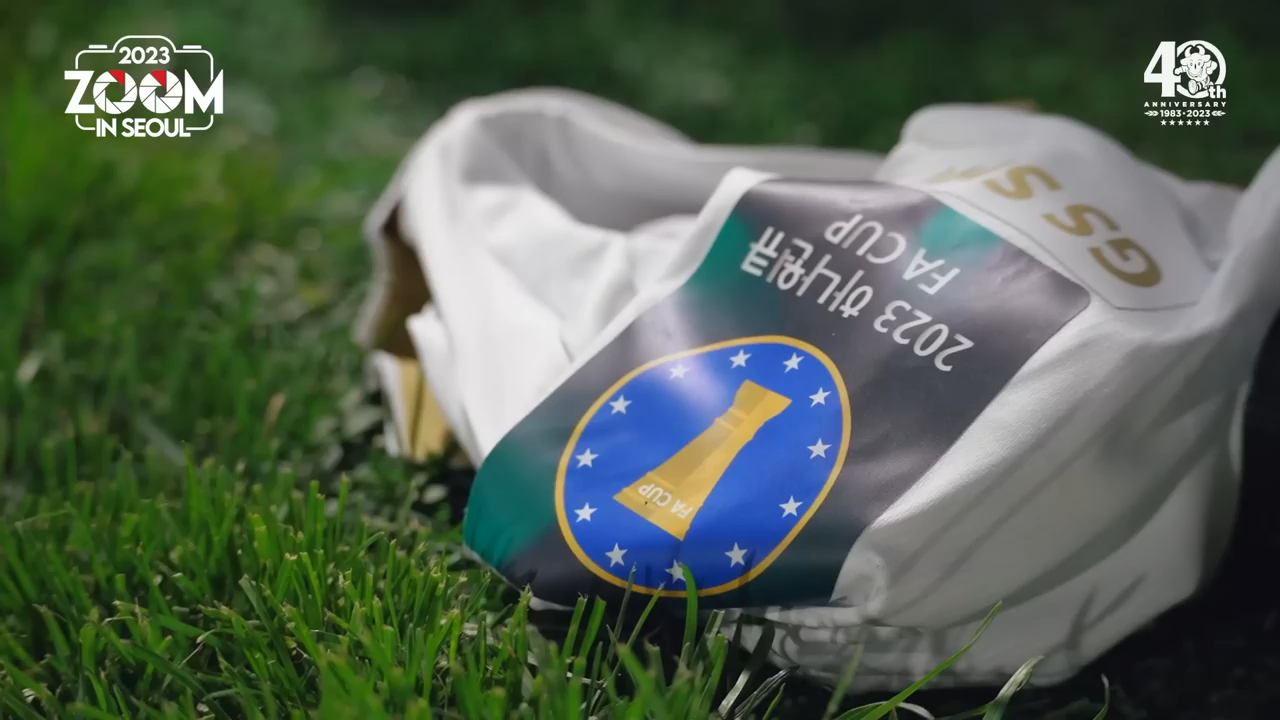 2023
ZOOM
IN SEOUL
40th
ANNIVERSARY
1983·2023
GS
2023 하나원큐
FA CUP
FA CUP